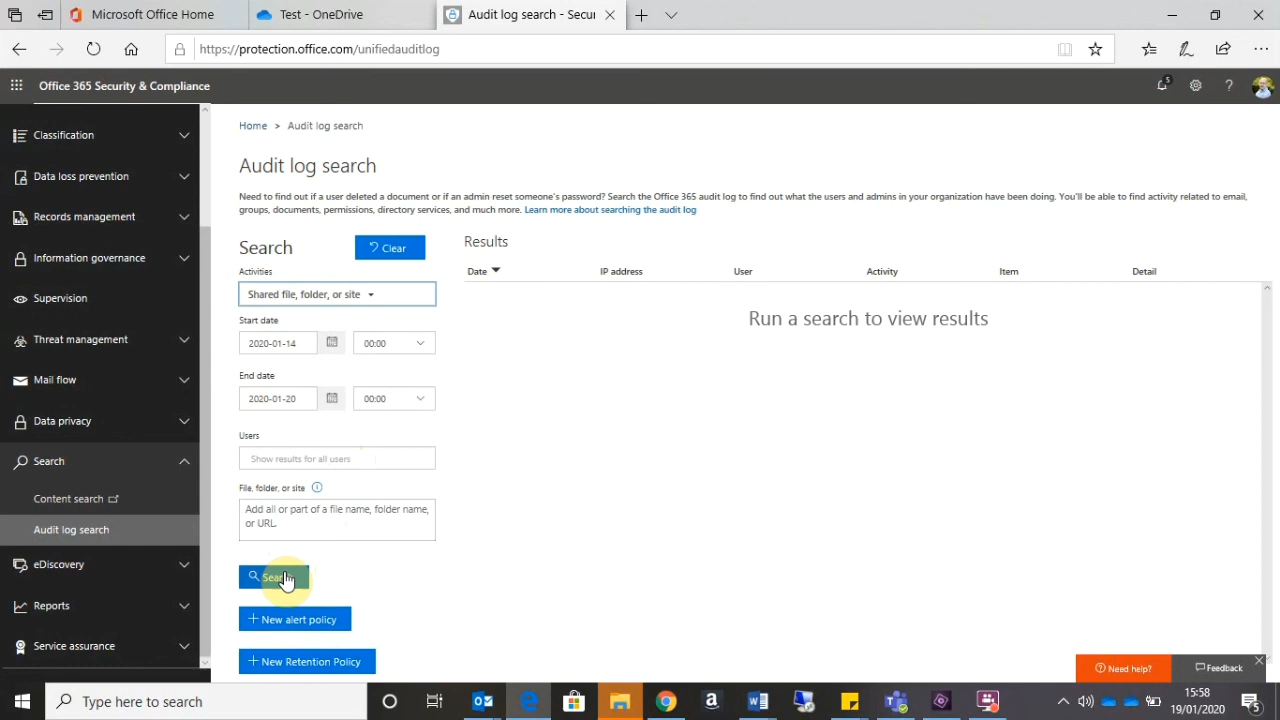 Microsoft Office Home
Test - OneDrive
Audit log search - Secu
https://protection.office.com/unifiedauditlog
Office 365 Security & Compliance
5
?
Classification
Data loss prevention
Records management
Information governance
Supervision
Threat management
Mail flow
Data privacy
Search
Content search
Audit log search
eDiscovery
Reports
Service assurance
Home > Audit log search
Audit log search
Need to find out if a user deleted a document or if an admin reset someone's password? Search the Office 365 audit log to find out what the users and admins in your organization have been doing. You'll be able to find activity related to email,
groups, documents, permissions, directory services, and much more. Learn more about searching the audit log
Search
Clear
Activities
Shared file, folder, or site
Start date
2020-01-14
00:00
End date
2020-01-20
00:00
Users
Show results for all users
File, folder, or site
Add all or part of a file name, folder name,
or URL.
Search
+ New alert policy
+ New Retention Policy
Results
Date
IP address
User
Activity
Item
Detail
Run a search to view results
Need help?
Feedback
Type here to search
15:58
19/01/2020
5